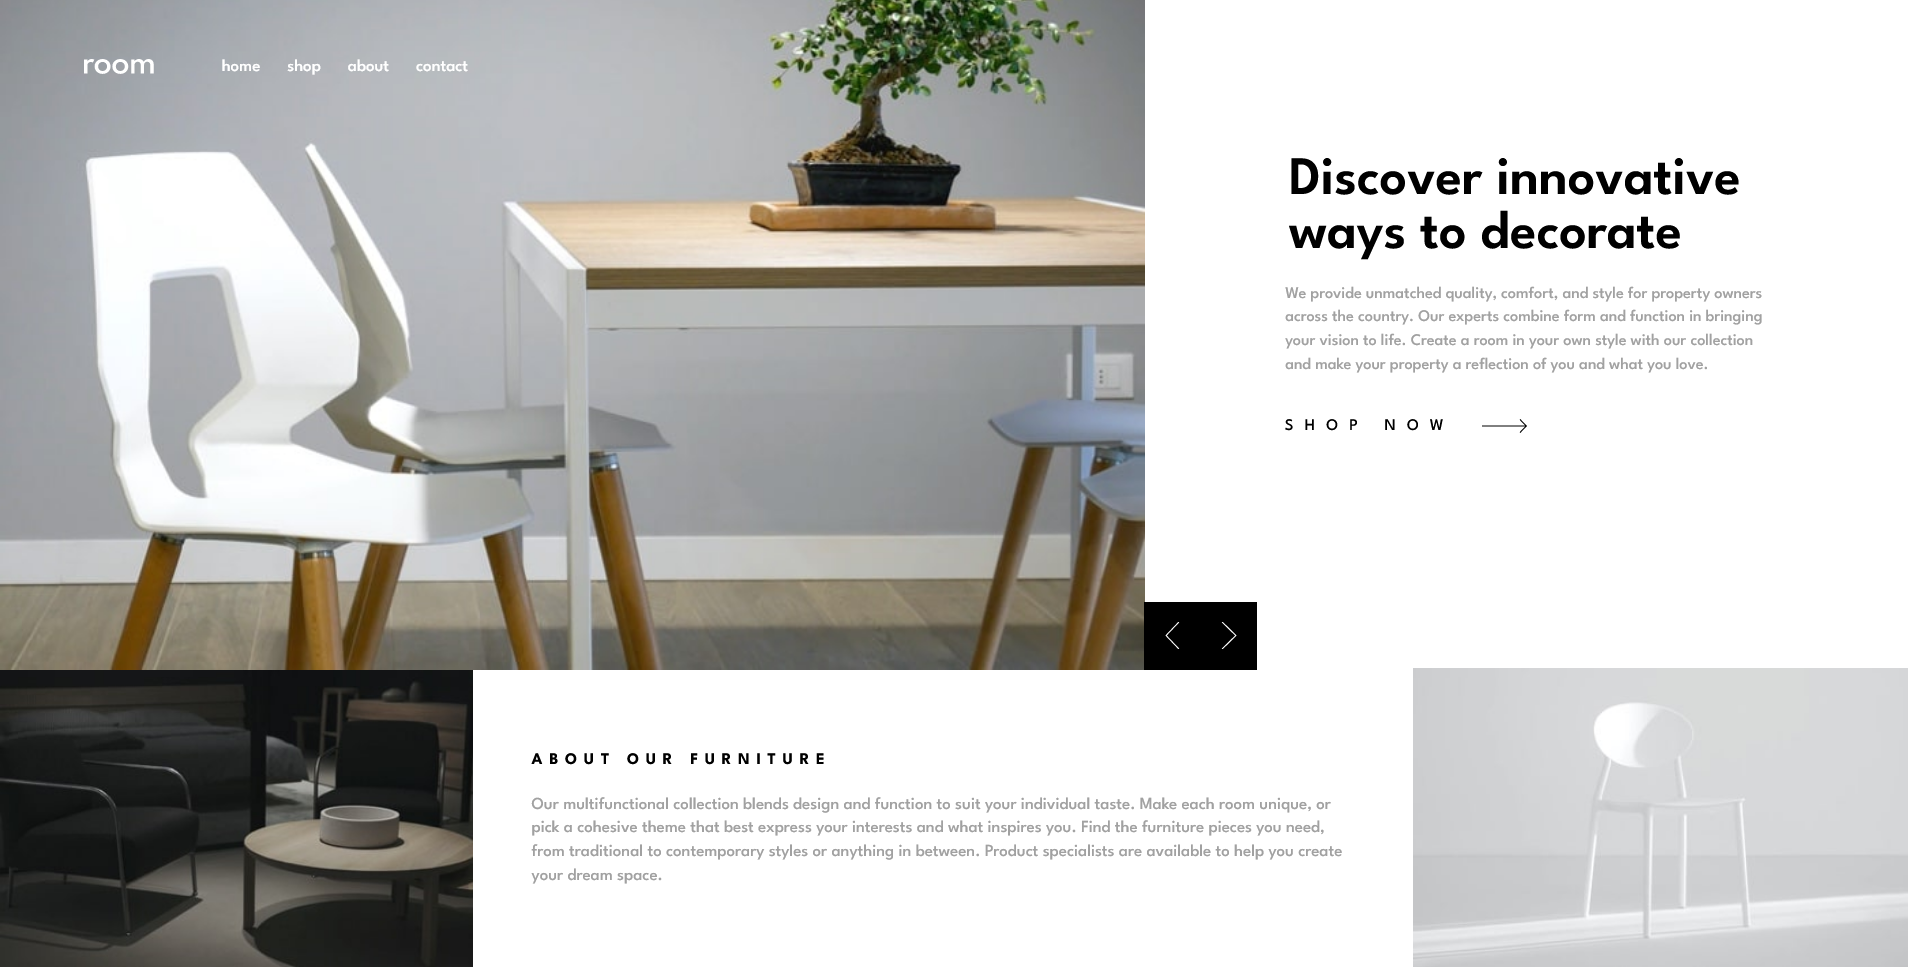 room
home shop about contact
Discover innovative
ways to decorate
We provide unmatched quality, comfort, and style for property owners
across the country. Our experts combine form and function in bringing
your vision to life. Create a room in your own style with our collection
and make your property a reflection of you and what you love.
SHOP NOW
ABOUT OUR FURNITURE
Our multifunctional collection blends design and function to suit your individual taste. Make each room unique, or
pick a cohesive theme that best express your interests and what inspires you. Find the furniture pieces you need,
from traditional to contemporary styles or anything in between. Product specialists are available to help you create
your dream space.